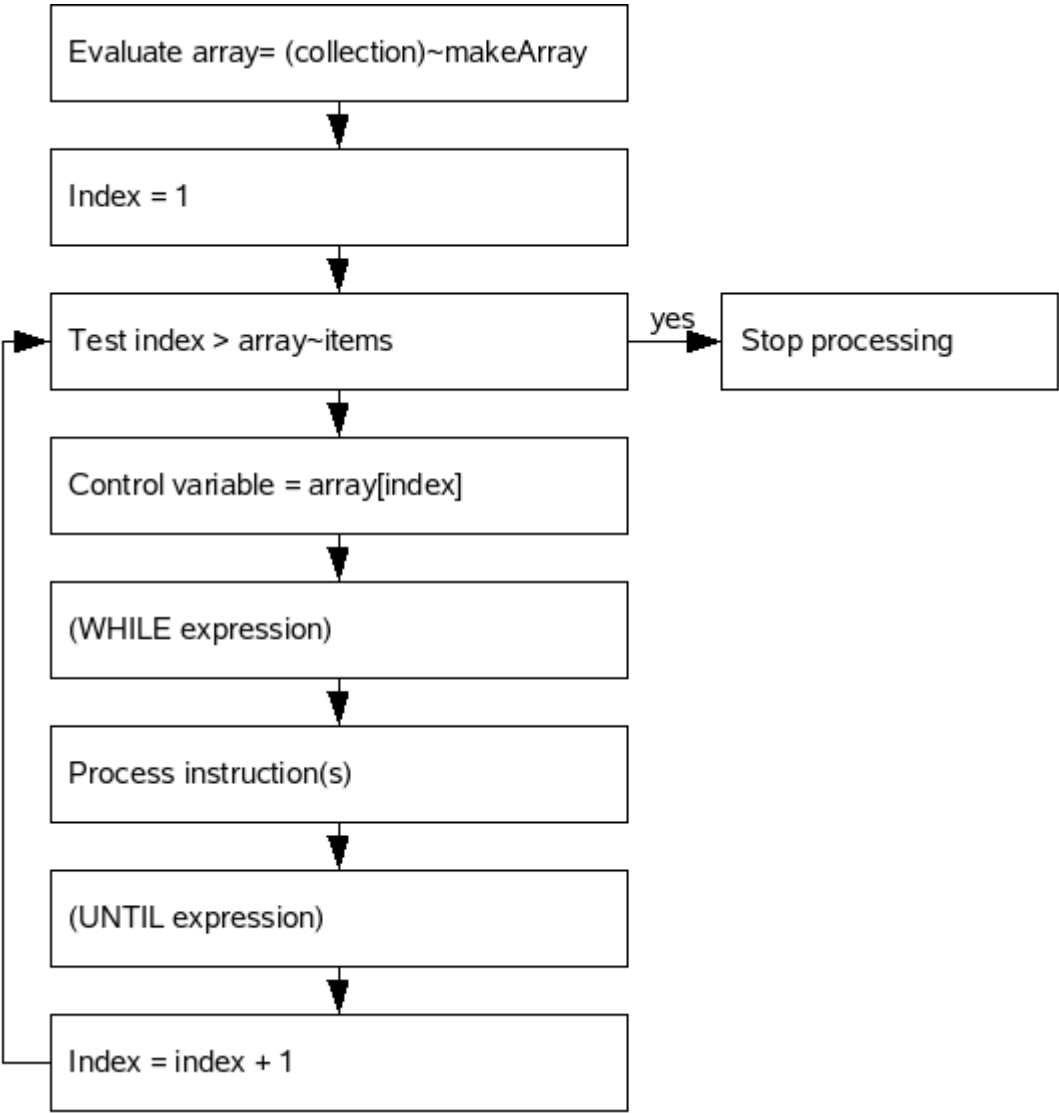 Evaluate array= (collection)~makeArray
Index = 1
Test index > array~items
yes
Stop processing
Control variable = array[index]
(WHILE expression)
Process instruction(s)
(UNTIL expression)
Index = index + 1